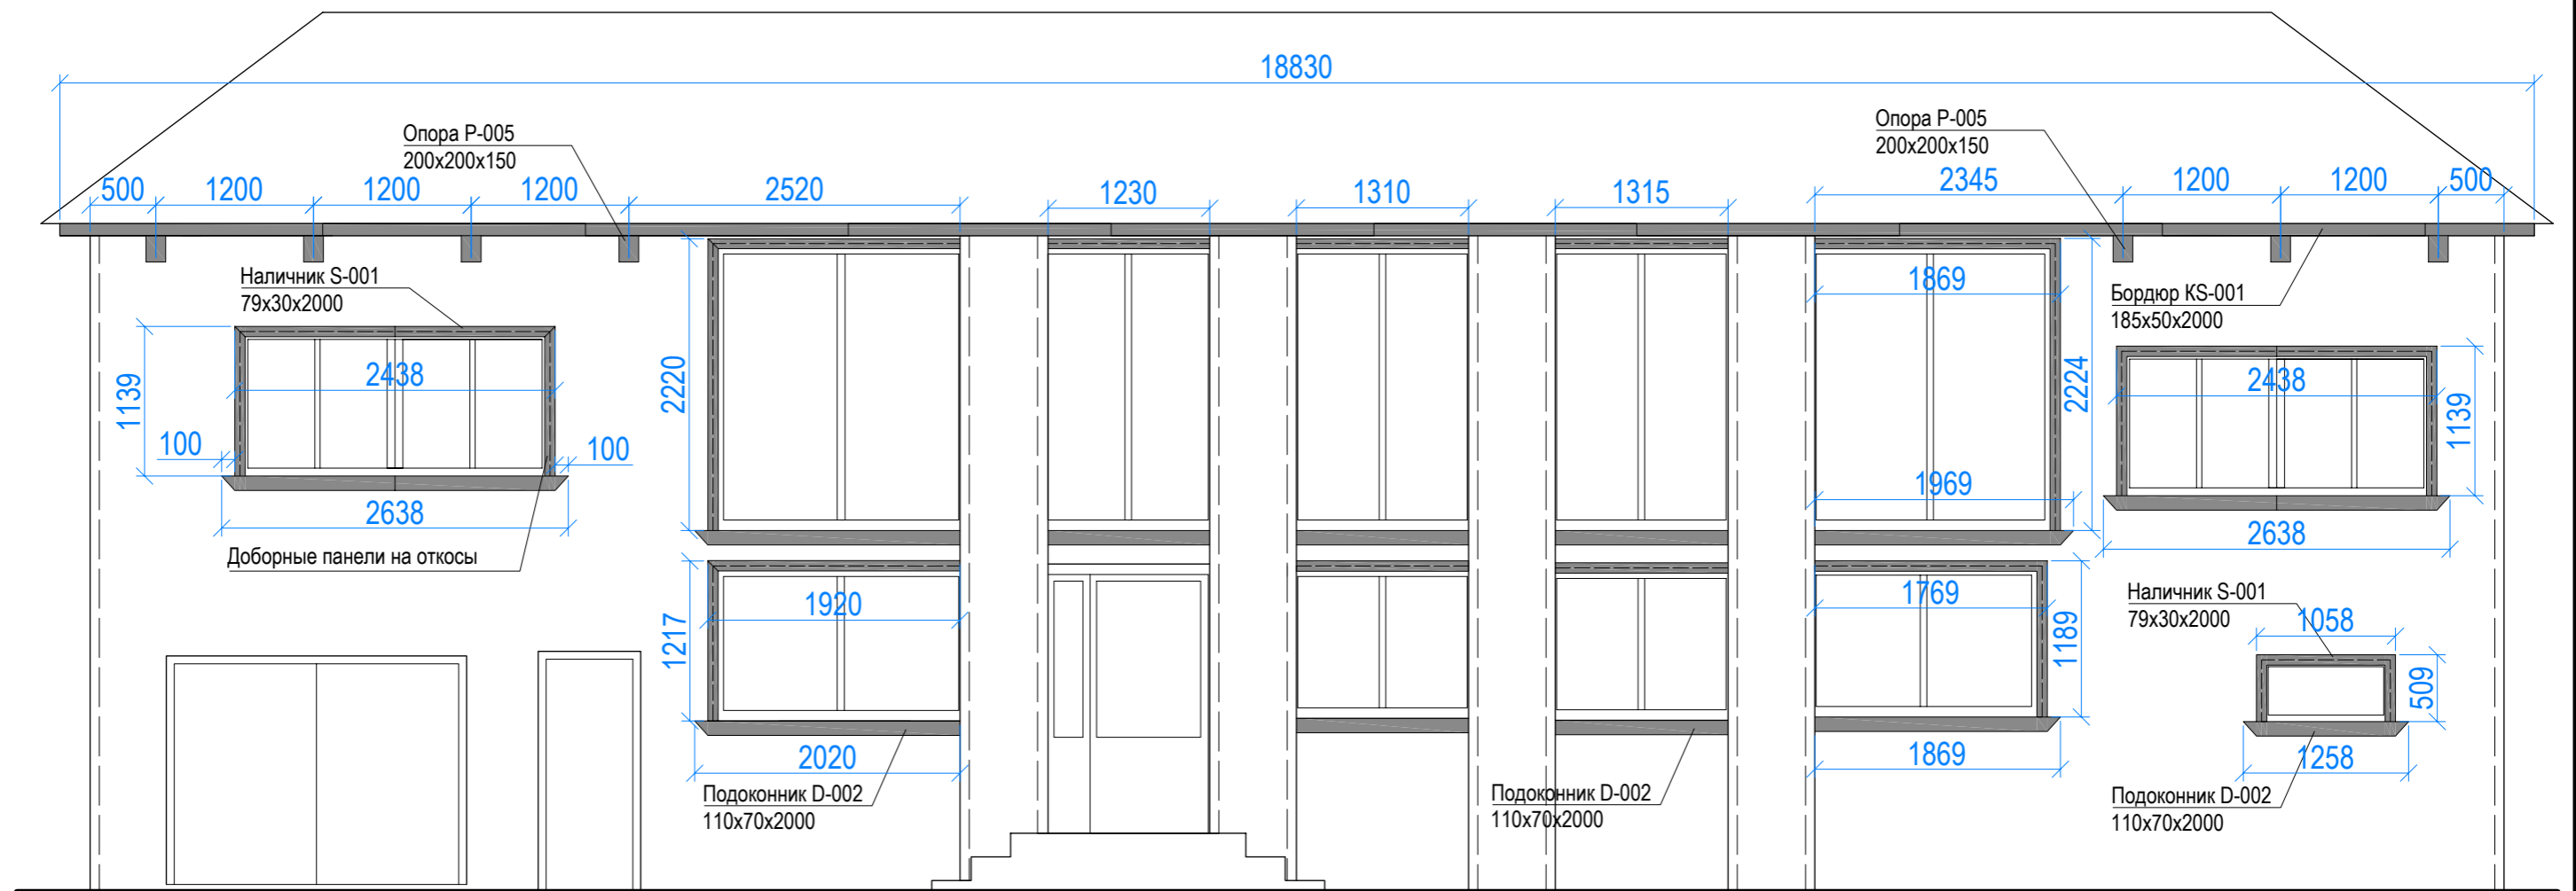 18830
Опора P-005
200x200x150
Опора P-005
200x200x150
500
1200
1200
1200
2520
1230
1310
1315
2345
1200
1200
500
Наличник S-001
79x30x2000
1869
Бордюр KS-001
185x50x2000
1139
2438
2220
2224
2438
1139
100
100
1969
2638
2638
Доборные панели на откосы
1217
1920
1769
1189
Наличник S-001
79x30x2000
1058
509
2020
1869
1258
Подоконник D-002
110x70x2000
Подоконник D-002
110x70x2000
Подоконник D-002
110x70x2000